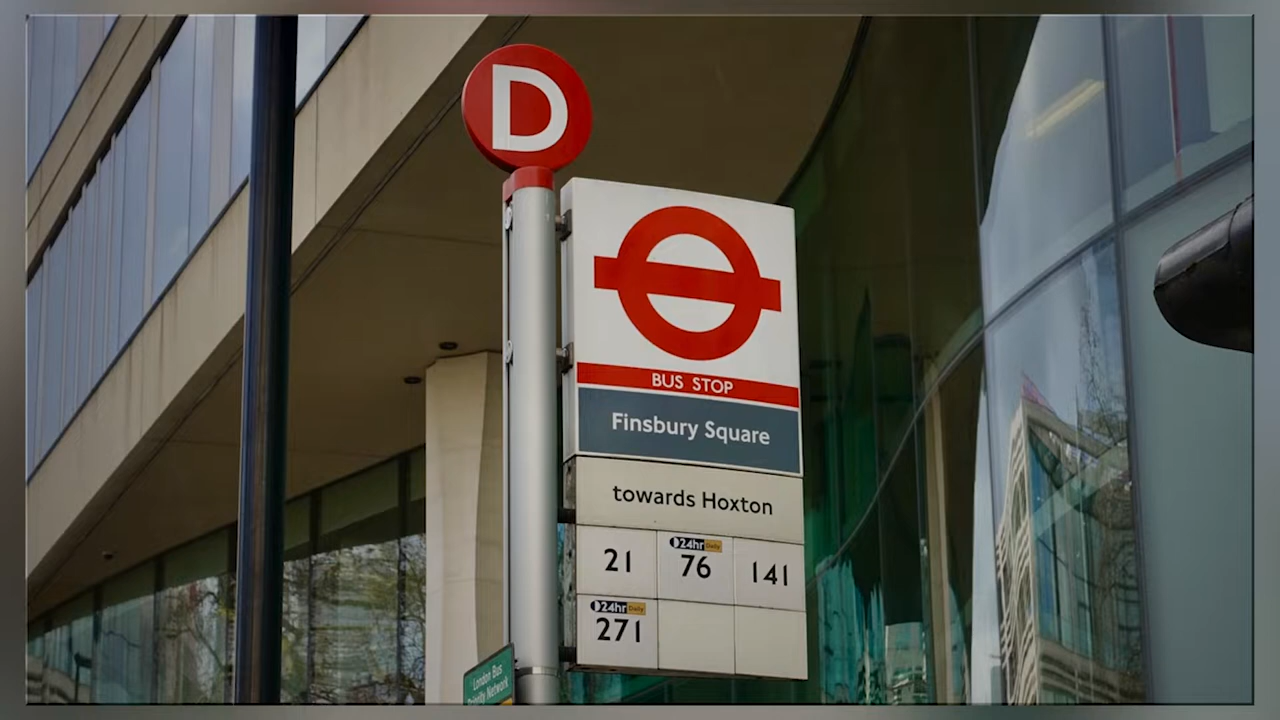 D
BUS STOP
Finsbury Square
towards Hoxton
24hr Daily
21 76 141
24hr Daily
271
London Bus
Priority Network